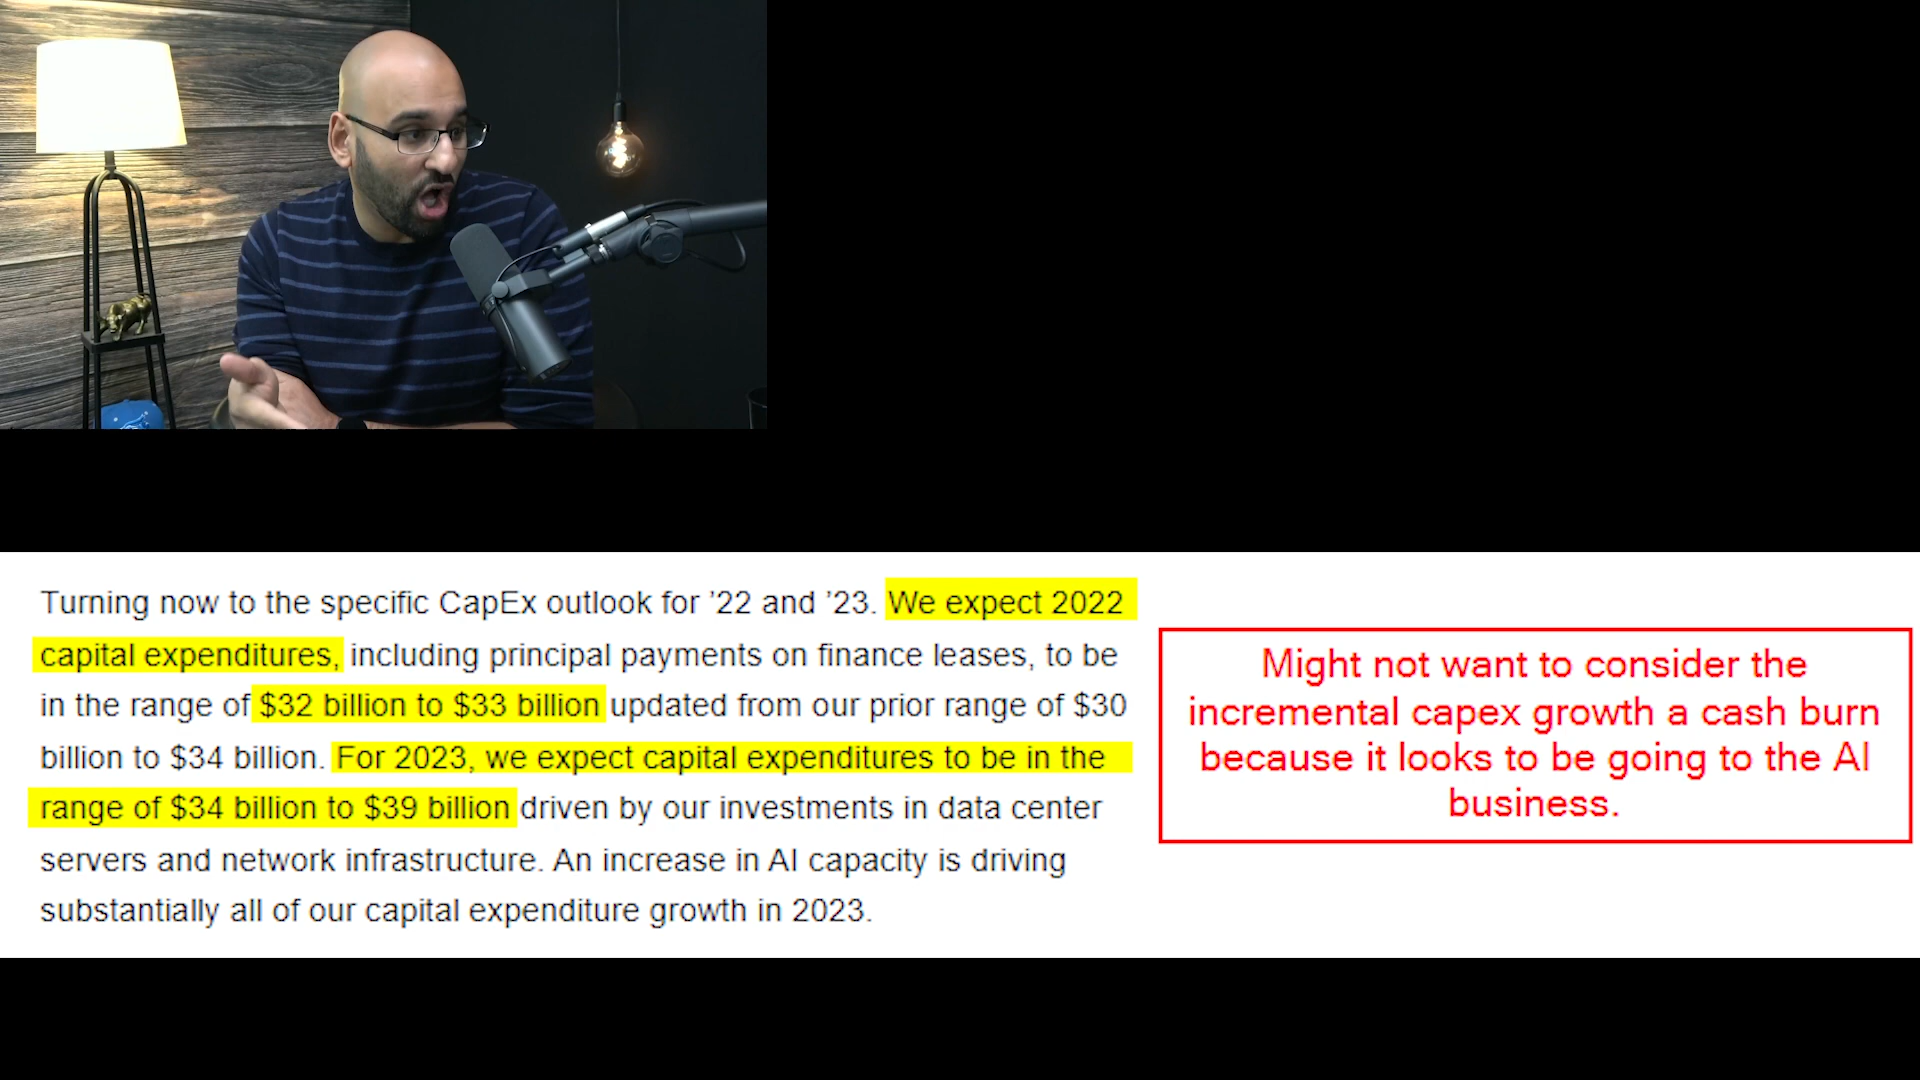 Turning now to the specific CapEx outlook for ’22 and ’23. We expect 2022
capital expenditures, including principal payments on finance leases, to be
in the range of $32 billion to $33 billion updated from our prior range of $30
billion to $34 billion. For 2023, we expect capital expenditures to be in the
range of $34 billion to $39 billion driven by our investments in data center
servers and network infrastructure. An increase in AI capacity is driving
substantially all of our capital expenditure growth in 2023.
Might not want to consider the
incremental capex growth a cash burn
because it looks to be going to the AI
business.